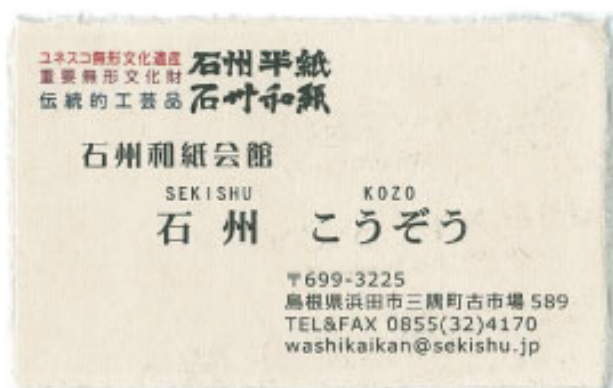 ユネスコ無形文化遺産
重要無形文化財 石州半紙
伝統的工芸品 石州和紙
石州和紙会館
SEKISHU KOZO
石州 こうぞう
〒699-3225
島根県浜田市三隅町古市場589
TEL&FAX 0855(32)4170
washikaikan@sekishu.jp